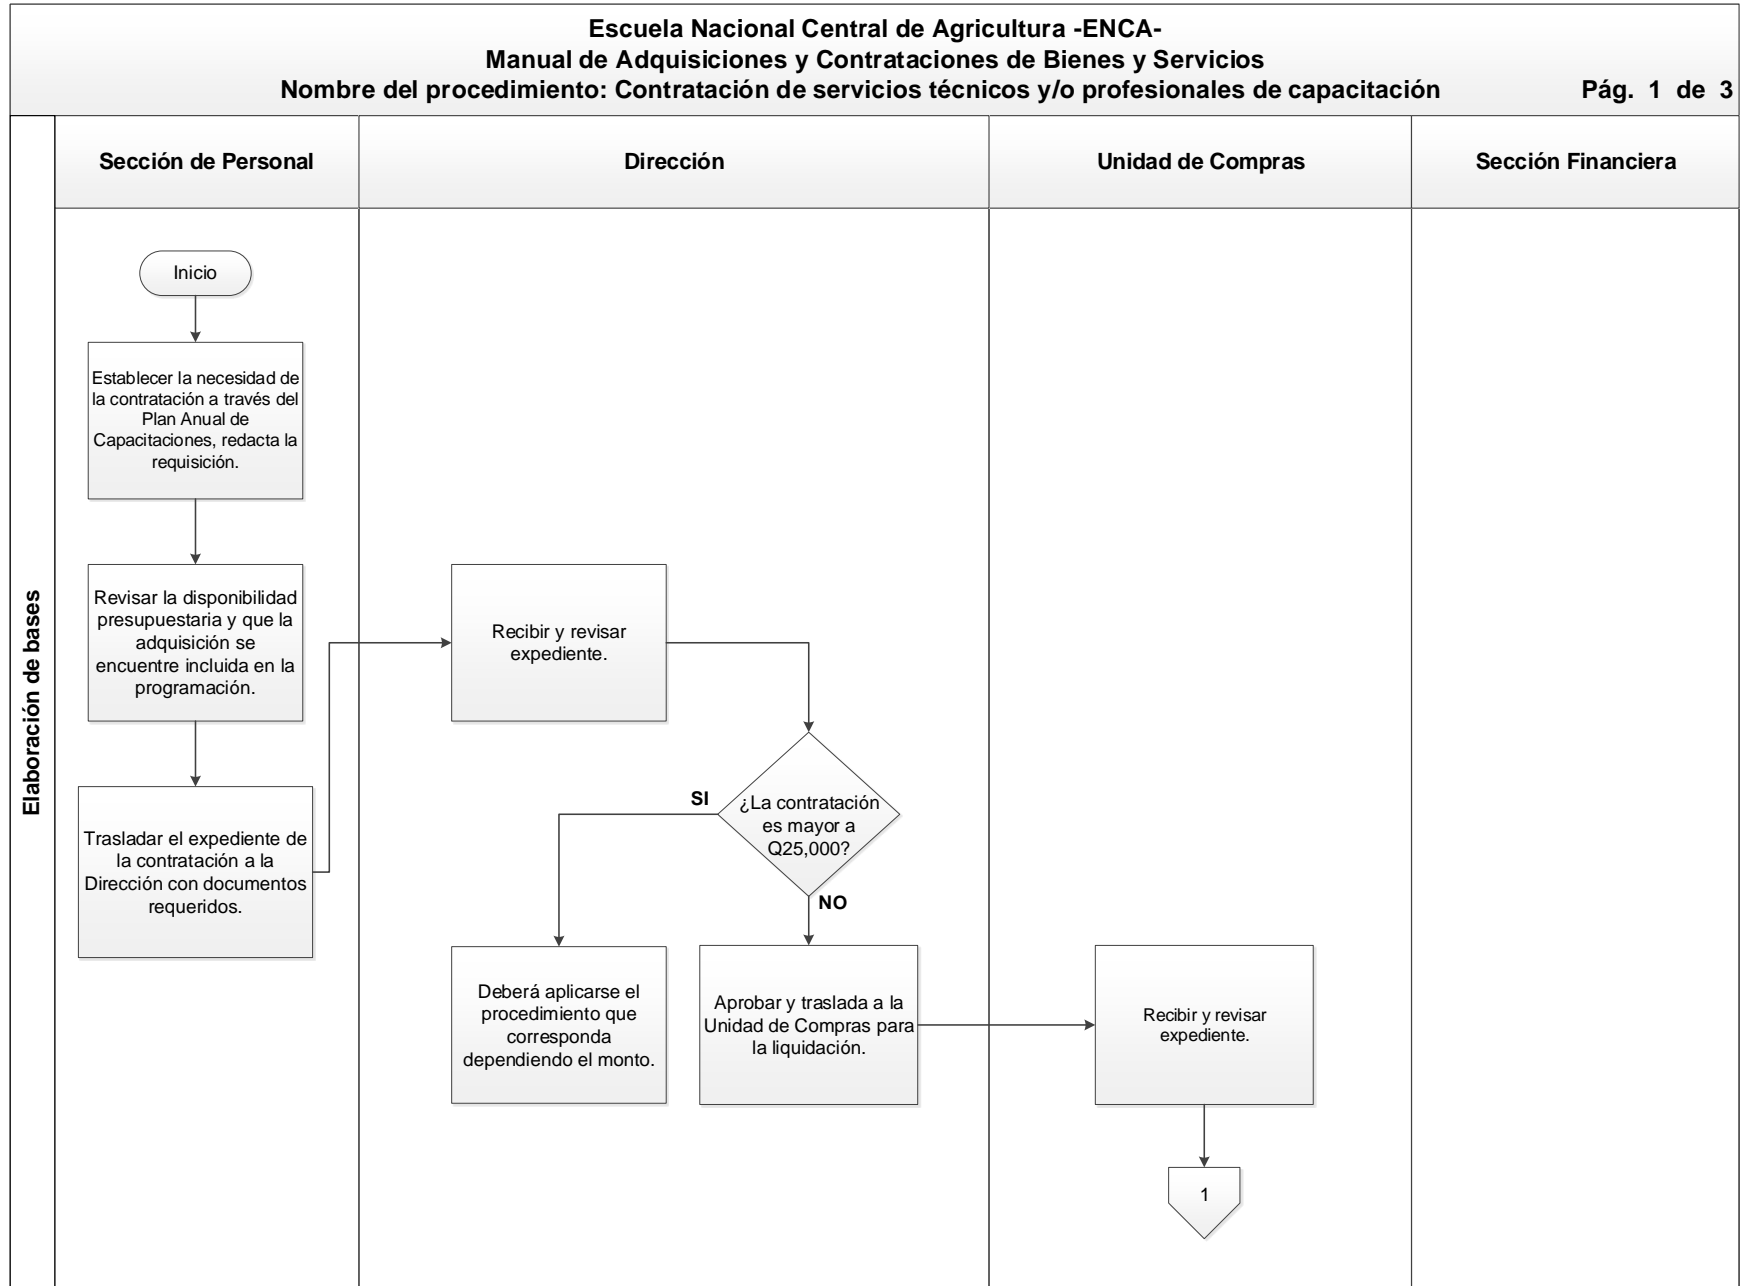 Escuela Nacional Central de Agricultura -ENCA-
Manual de Adquisiciones y Contrataciones de Bienes y Servicios
Nombre del procedimiento: Contratación de servicios técnicos y/o profesionales de capacitación Pág. 1 de 3
Elaboración de bases
Sección de Personal
Dirección
Unidad de Compras
Sección Financiera
Inicio
Establecer la necesidad de
la contratación a través del
Plan Anual de
Capacitaciones, redacta la
requisición.
Revisar la disponibilidad
presupuestaria y que la
adquisición se
encuentre incluida en la
programación.
Trasladar el expediente de
la contratación a la
Dirección con documentos
requeridos.
Recibir y revisar
expediente.
¿La contratación
es mayor a
Q25,000?
SI
NO
Deberá aplicarse el
procedimiento que
corresponda
dependiendo el monto.
Aprobar y traslada a la
Unidad de Compras para
la liquidación.
Recibir y revisar
expediente.
1